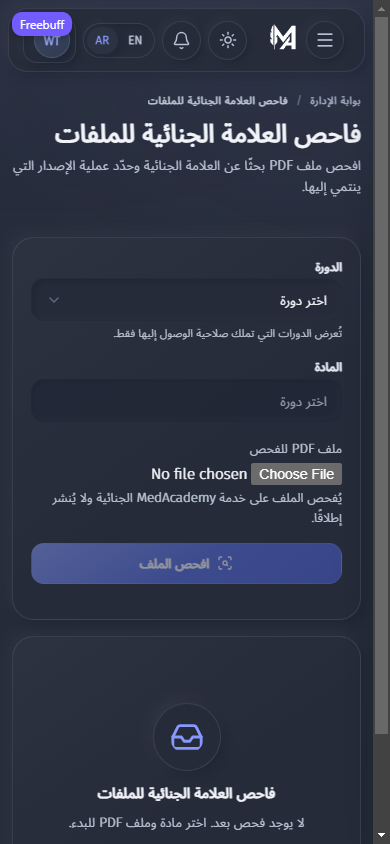 Freebuff
WT
AR EN
بوابة الإدارة / فاحص العلامة الجنائية للملفات
فاحص العلامة الجنائية للملفات
افحص ملف PDF بحثًا عن العلامة الجنائية وحدّد عملية الإصدار التي
ينتمي إليها.
الدورة
اختر دورة
تُعرض الدورات التي تملك صلاحية الوصول إليها فقط.
المادة
اختر دورة
ملف PDF للفحص
Choose File No file chosen
يُفحص الملف على خدمة MedAcademy الجنائية ولا يُنشر
إطلاقًا.
افحص الملف
فاحص العلامة الجنائية للملفات
لا يوجد فحص بعد. اختر مادة وملف PDF للبدء.